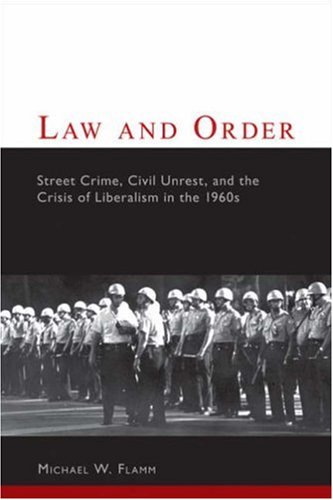 LAW AND ORDER
Street Crime, Civil Unrest, and the
Crisis of Liberalism in the 1960s
MICHAEL W. FLAMM